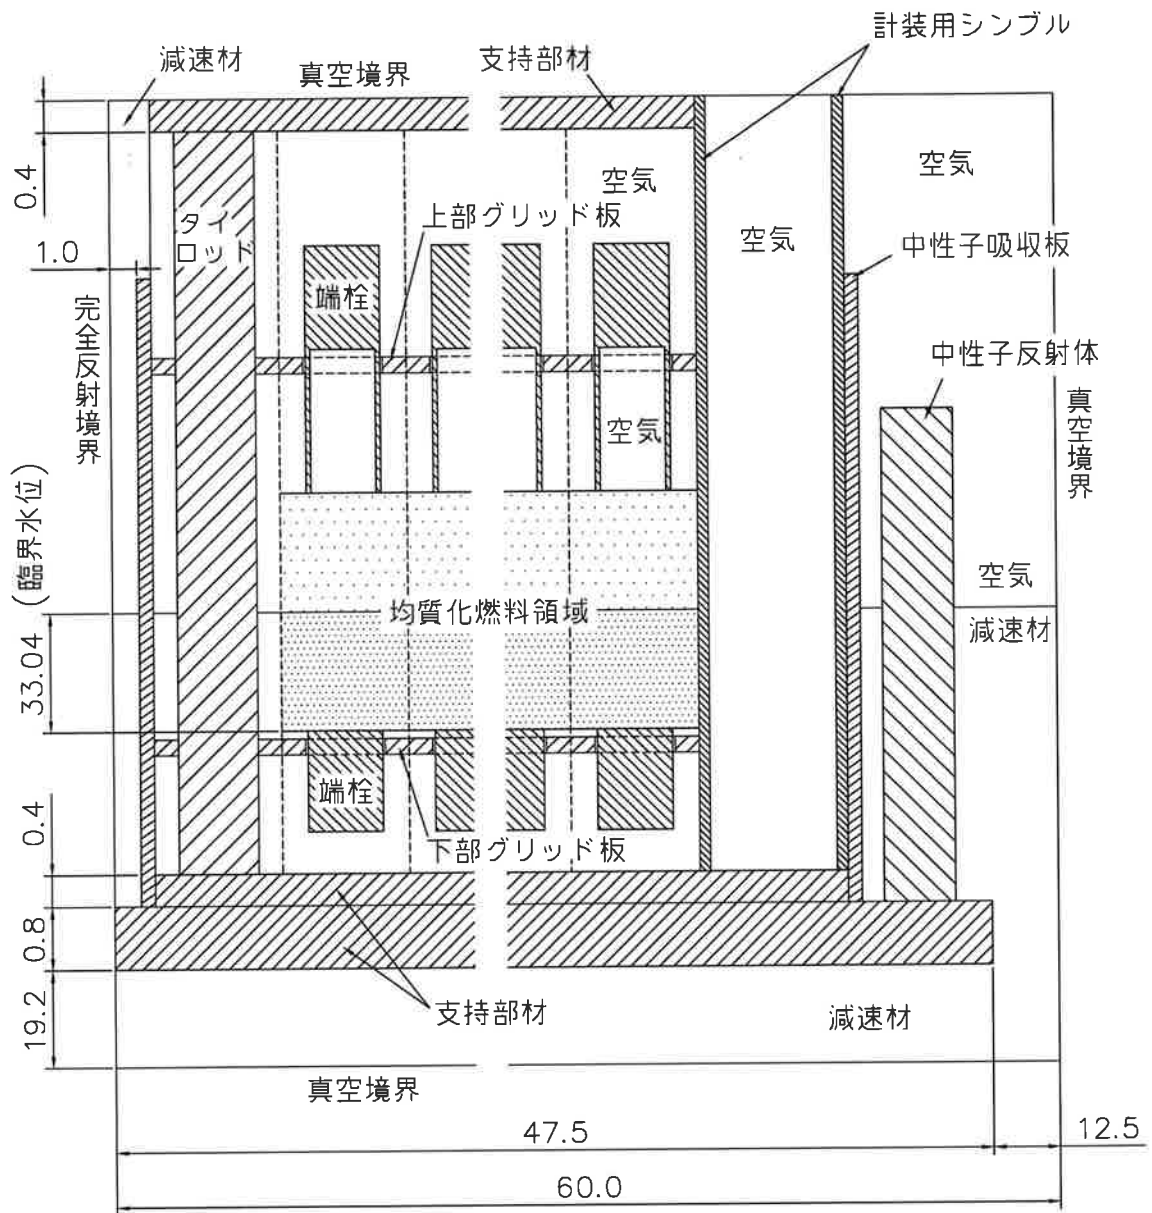 計装用シンブル
減速材
真空境界
支持部材
0.4
空気
空気
タイ
ロッド
上部グリッド板
空気
中性子吸収板
1.0
端栓
中性子反射体
完全反射境界
真空境界
空気
(臨界水位)
33.04
均質化燃料領域
空気
減速材
端栓
0.4
下部グリッド板
0.8
19.2
支持部材
減速材
真空境界
47.5
12.5
60.0